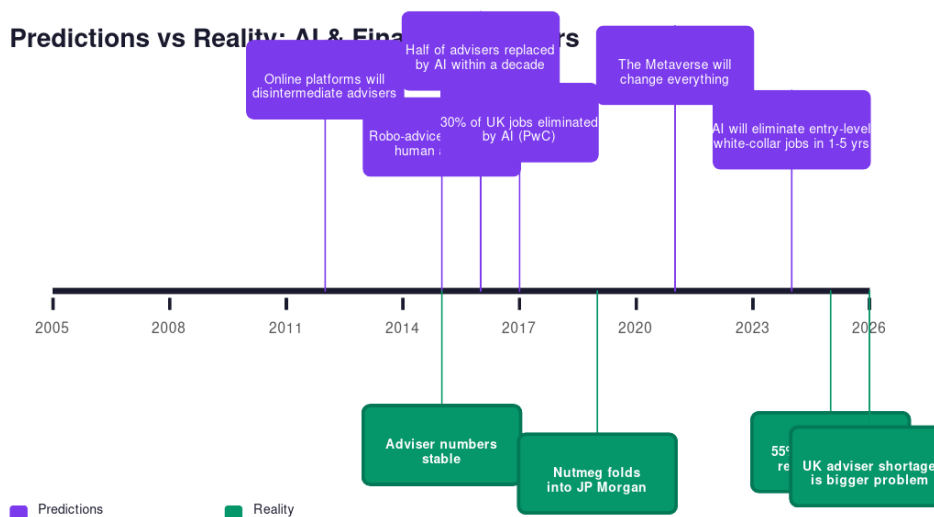 Predictions vs Reality: AI & Fina rs
Half of advisers replaced
by AI within a decade
Online platforms will
disintermediate advisers
The Metaverse will
change everything
30% of UK jobs eliminated
by AI (PwC)
Robo-advice
human
AI will eliminate entry-level
white-collar jobs in 1-5 yrs
2005
2008
2011
2014
2017
2020
2023
2026
Adviser numbers
stable
Nutmeg folds
into JP Morgan
UK adviser shortage
is bigger problem
Predictions
Reality